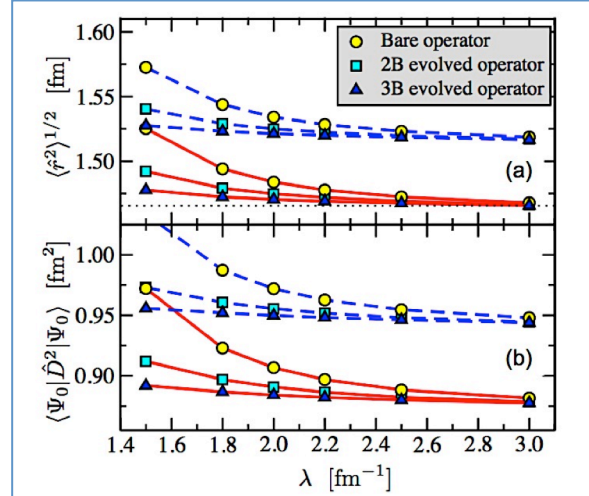 1.60
Bare operator
2B evolved operator
3B evolved operator
⟨r̂²⟩^{1/2} [fm]
1.55
1.50
(a)
⟨Ψ₀|D̂²|Ψ₀⟩ [fm²]
1.00
0.95
(b)
0.90
1.4 1.6 1.8 2.0 2.2 2.4 2.6 2.8 3.0
λ [fm⁻¹]